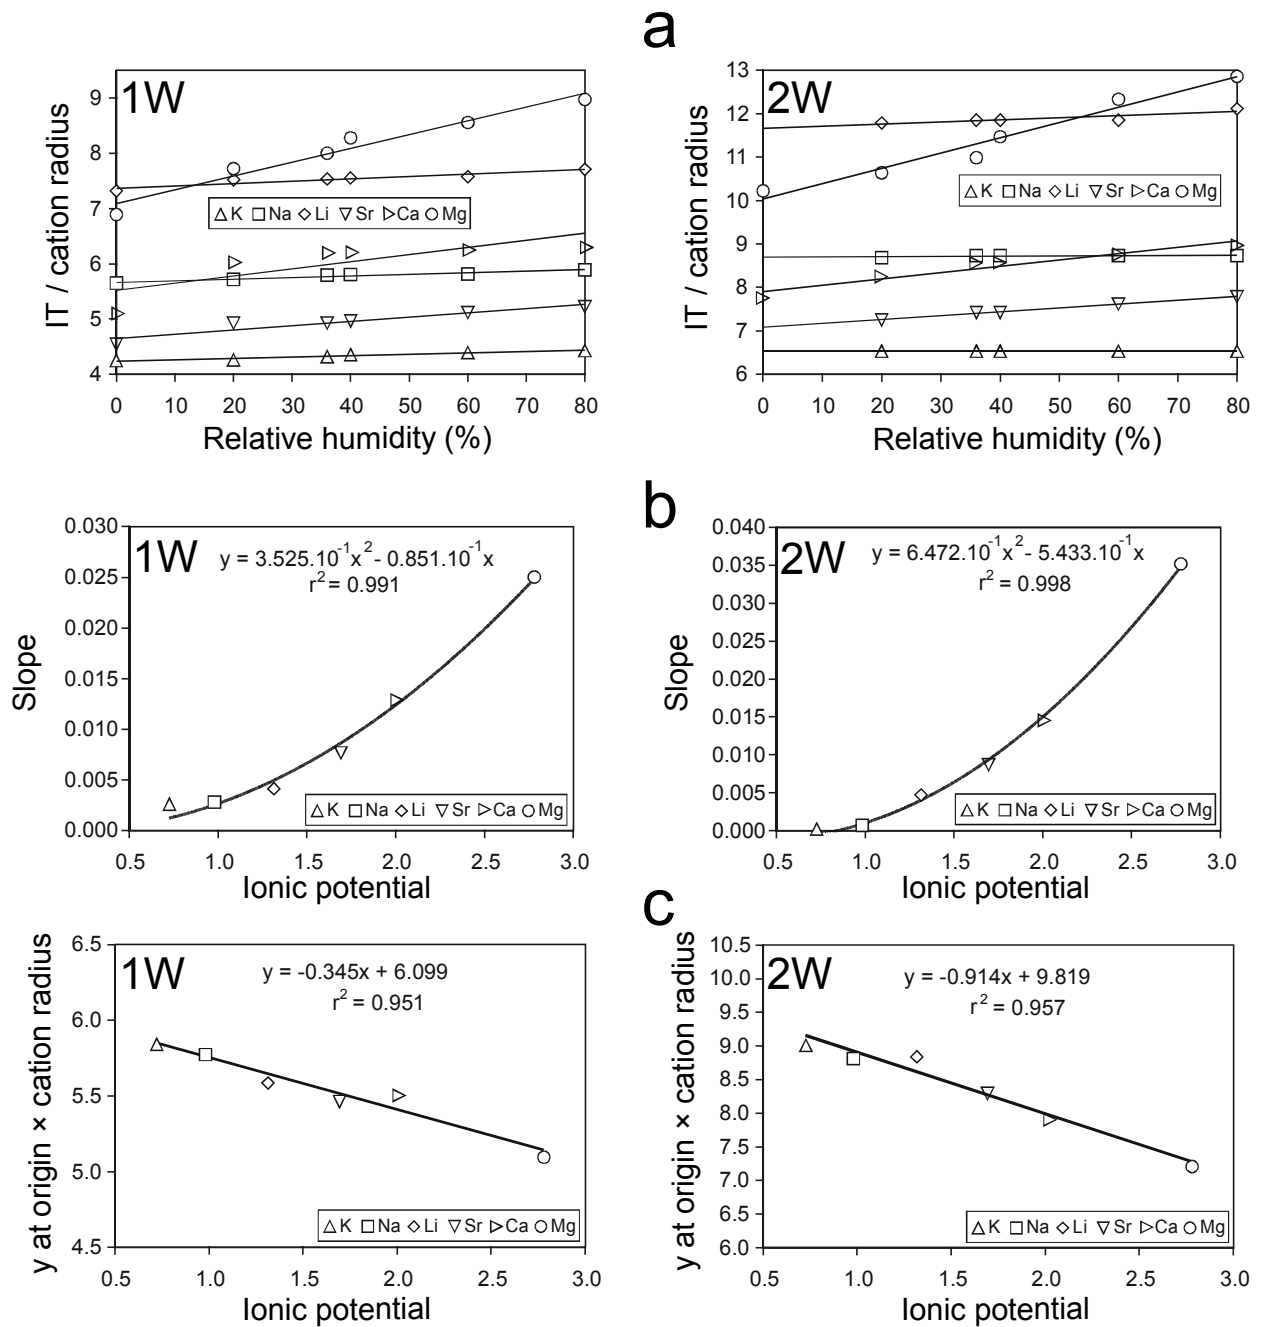 a
1W
IT / cation radius
9
8
7
6
5
4
△ K □ Na ◇ Li ▽ Sr ▷ Ca ○ Mg
0 10 20 30 40 50 60 70 80
Relative humidity (%)
2W
IT / cation radius
13
12
11
10
9
8
7
6
△ K □ Na ◇ Li ▽ Sr ▷ Ca ○ Mg
0 10 20 30 40 50 60 70 80
Relative humidity (%)
b
1W
y = 3.525.10⁻¹x² - 0.851.10⁻¹x
r² = 0.991
Slope
0.030
0.025
0.020
0.015
0.010
0.005
0.000
△ K □ Na ◇ Li ▽ Sr ▷ Ca ○ Mg
0.5 1.0 1.5 2.0 2.5 3.0
Ionic potential
2W
y = 6.472.10⁻¹x² - 5.433.10⁻¹x
r² = 0.998
Slope
0.040
0.035
0.030
0.025
0.020
0.015
0.010
0.005
0.000
△ K □ Na ◇ Li ▽ Sr ▷ Ca ○ Mg
0.5 1.0 1.5 2.0 2.5 3.0
Ionic potential
c
1W
y = -0.345x + 6.099
r² = 0.951
y at origin × cation radius
6.5
6.0
5.5
5.0
4.5
△ K □ Na ◇ Li ▽ Sr ▷ Ca ○ Mg
0.5 1.0 1.5 2.0 2.5 3.0
Ionic potential
2W
y = -0.914x + 9.819
r² = 0.957
y at origin × cation radius
10.5
10.0
9.5
9.0
8.5
8.0
7.5
7.0
6.5
6.0
△ K □ Na ◇ Li ▽ Sr ▷ Ca ○ Mg
0.5 1.0 1.5 2.0 2.5 3.0
Ionic potential